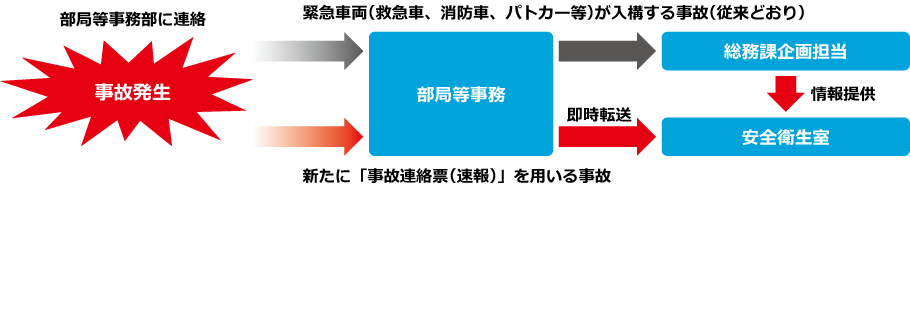 部局等事務部に連絡
緊急車両(救急車、消防車、パトカー等)が入構する事故(従来どおり)
事故発生
部局等事務
総務課企画担当
情報提供
即時転送
安全衛生室
新たに「事故連絡票(速報)」を用いる事故